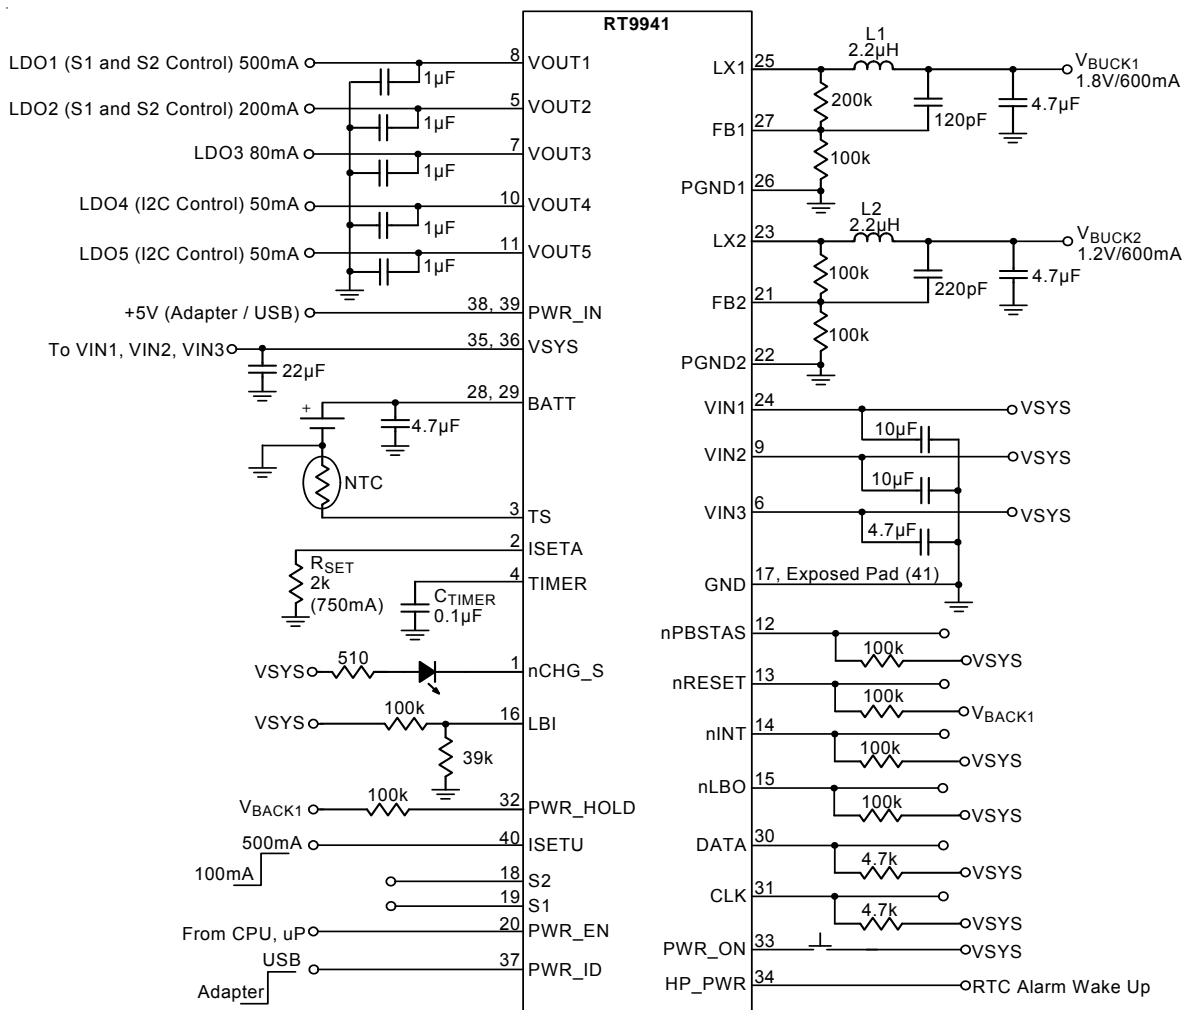 RT9941
LDO1 (S1 and S2 Control) 500mA
8
VOUT1
1µF
LDO2 (S1 and S2 Control) 200mA
5
VOUT2
1µF
LDO3 80mA
7
VOUT3
1µF
LDO4 (I2C Control) 50mA
10
VOUT4
1µF
LDO5 (I2C Control) 50mA
11
VOUT5
1µF
+5V (Adapter / USB)
38, 39
PWR_IN
To VIN1, VIN2, VIN3
35, 36
VSYS
22µF
28, 29
BATT
+
4.7µF
NTC
3
TS
2
ISETA
RSET
2k
(750mA)
4
TIMER
CTIMER
0.1µF
VSYS
510
1
nCHG_S
VSYS
100k
16
LBI
39k
VBACK1
100k
32
PWR_HOLD
500mA
100mA
40
ISETU
18
S2
19
S1
From CPU, uP
20
PWR_EN
USB
Adapter
37
PWR_ID
LX1
25
L1
2.2µH
VBUCK1
1.8V/600mA
200k
120pF
4.7µF
FB1
27
100k
PGND1
26
LX2
23
L2
2.2µH
VBUCK2
1.2V/600mA
100k
220pF
4.7µF
FB2
21
100k
PGND2
22
VIN1
24
VSYS
10µF
VIN2
9
VSYS
10µF
VIN3
6
VSYS
4.7µF
GND
17, Exposed Pad (41)
nPBSTAS
12
100k
VSYS
nRESET
13
100k
VBACK1
nINT
14
100k
VSYS
nLBO
15
100k
VSYS
DATA
30
4.7k
VSYS
CLK
31
4.7k
VSYS
PWR_ON
33
VSYS
HP_PWR
34
RTC Alarm Wake Up